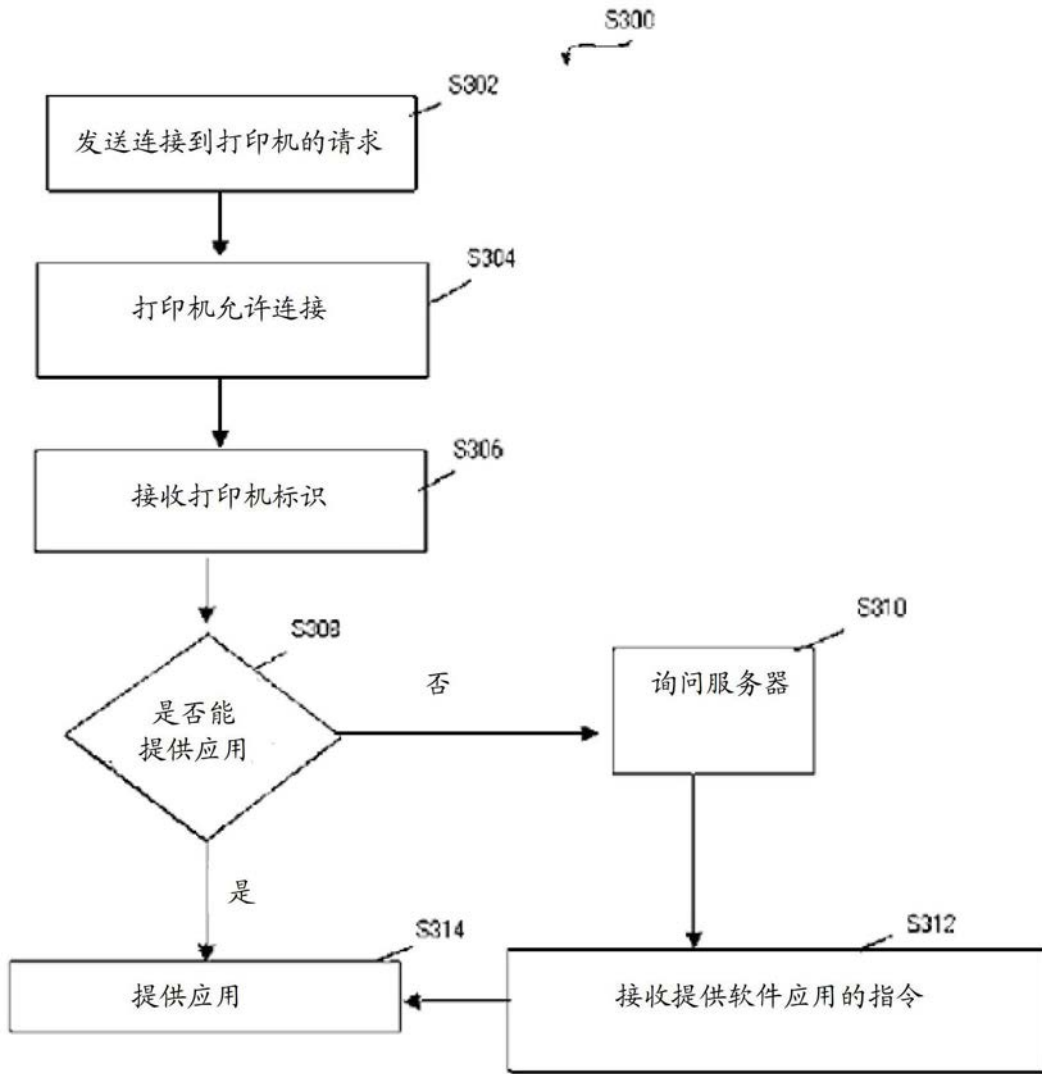 S300
S302
发送连接到打印机的请求
S304
打印机允许连接
S306
接收打印机标识
S308
是否能
提供应用
否
S310
询问服务器
是
S312
接收提供软件应用的指令
S314
提供应用